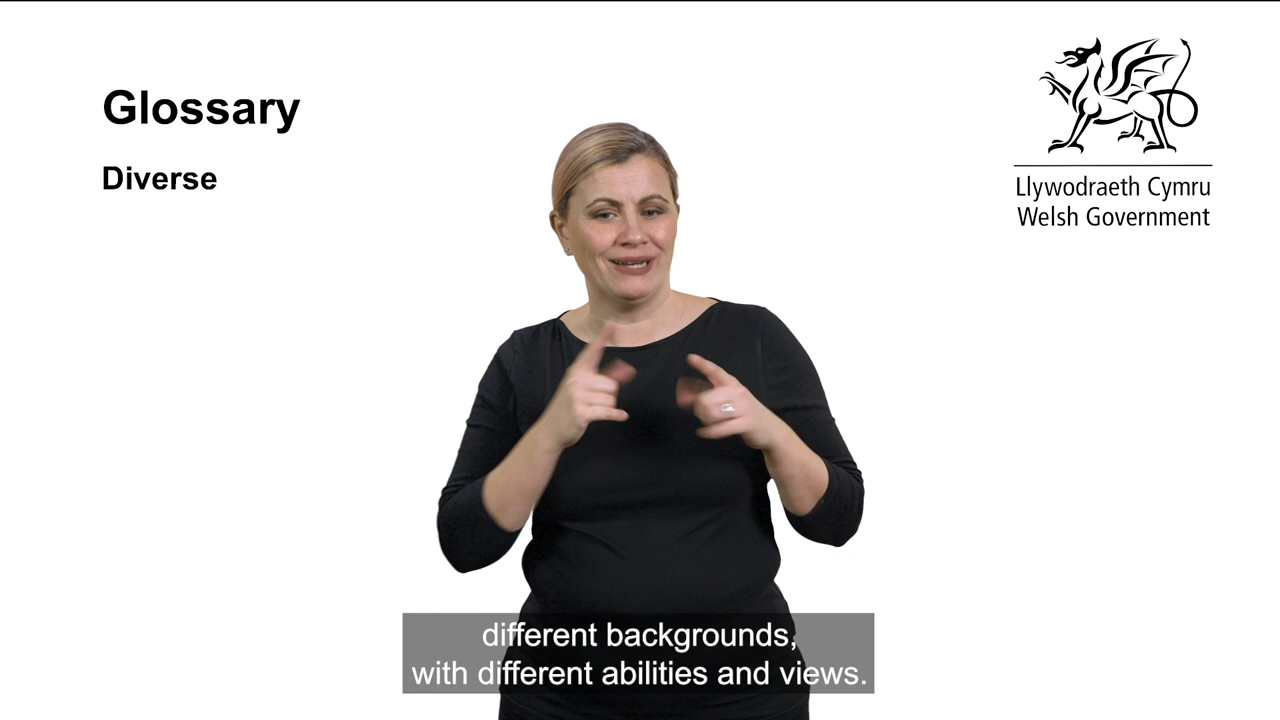 Glossary
Diverse
Llywodraeth Cymru
Welsh Government
different backgrounds,
with different abilities and views.